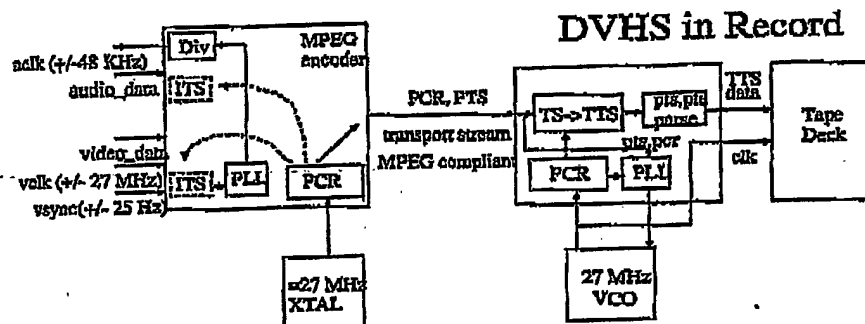 DVHS in Record
Div
MPEG
encoder
aclk (+/-48 KHz)
audio_data
ITS
video_data
vclk (+/- 27 MHz)
vsync(+/- 25 Hz)
ITS
PLL
PCR
=27 MHz
XTAL
PCR, PTS
transport stream
MPEG compliant
TS->TTS
parse
pts,pcr
PCR
PLL
27 MHz
VCO
TTS
data
clk
Tape
Deck